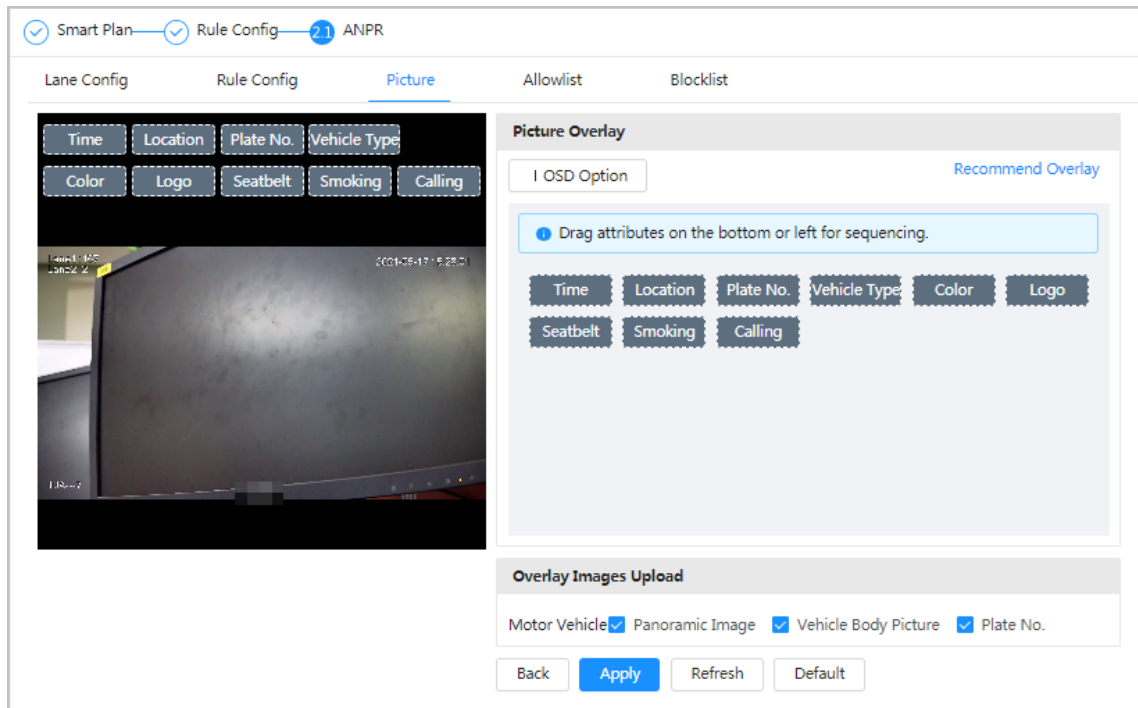 Smart Plan Rule Config 2.1 ANPR
Lane Config Rule Config Picture Allowlist Blocklist
Time Location Plate No. Vehicle Type
Color Logo Seatbelt Smoking Calling
Picture Overlay
I OSD Option Recommend Overlay
Drag attributes on the bottom or left for sequencing.
Time Location Plate No. Vehicle Type Color Logo
Seatbelt Smoking Calling
Overlay Images Upload
Motor Vehicle Panoramic Image Vehicle Body Picture Plate No.
Back Apply Refresh Default